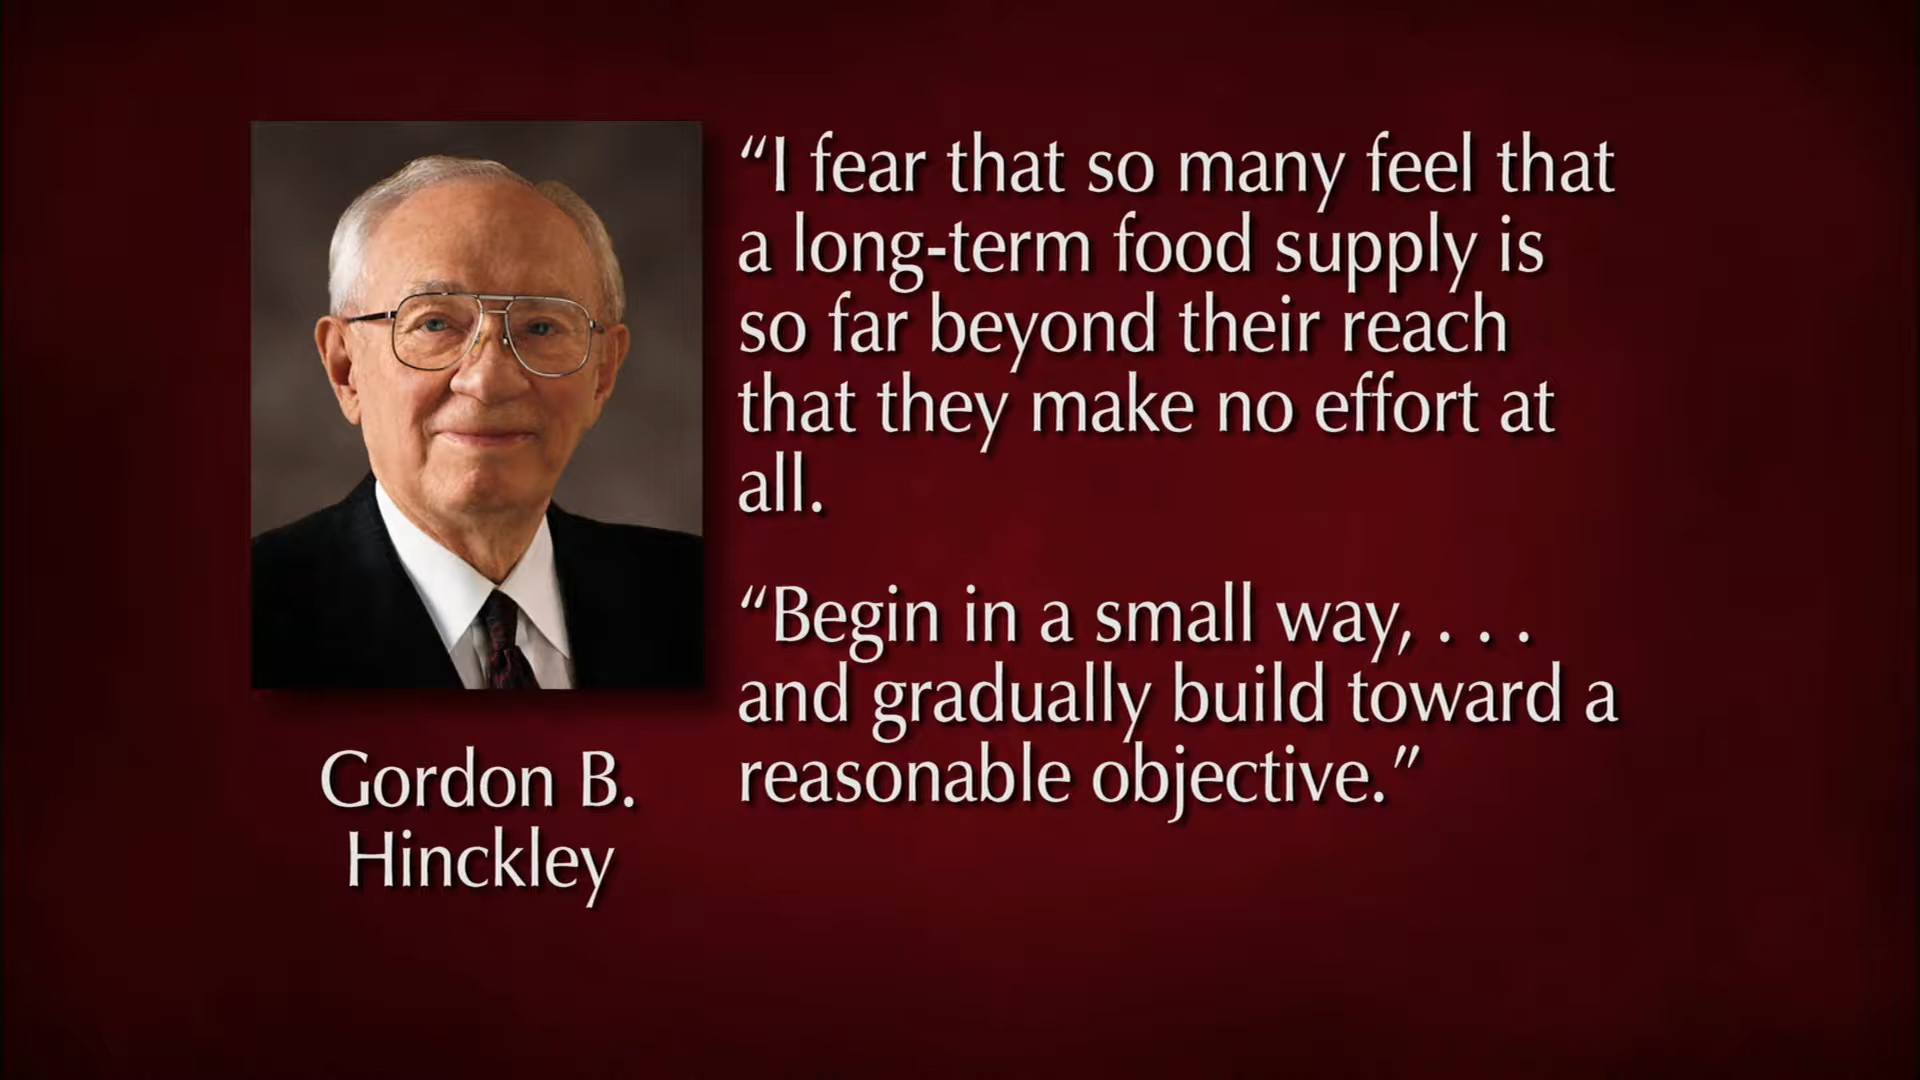 “I fear that so many feel that
a long-term food supply is
so far beyond their reach
that they make no effort at
all.
“Begin in a small way, . . .
and gradually build toward a
reasonable objective.”
Gordon B.
Hinckley